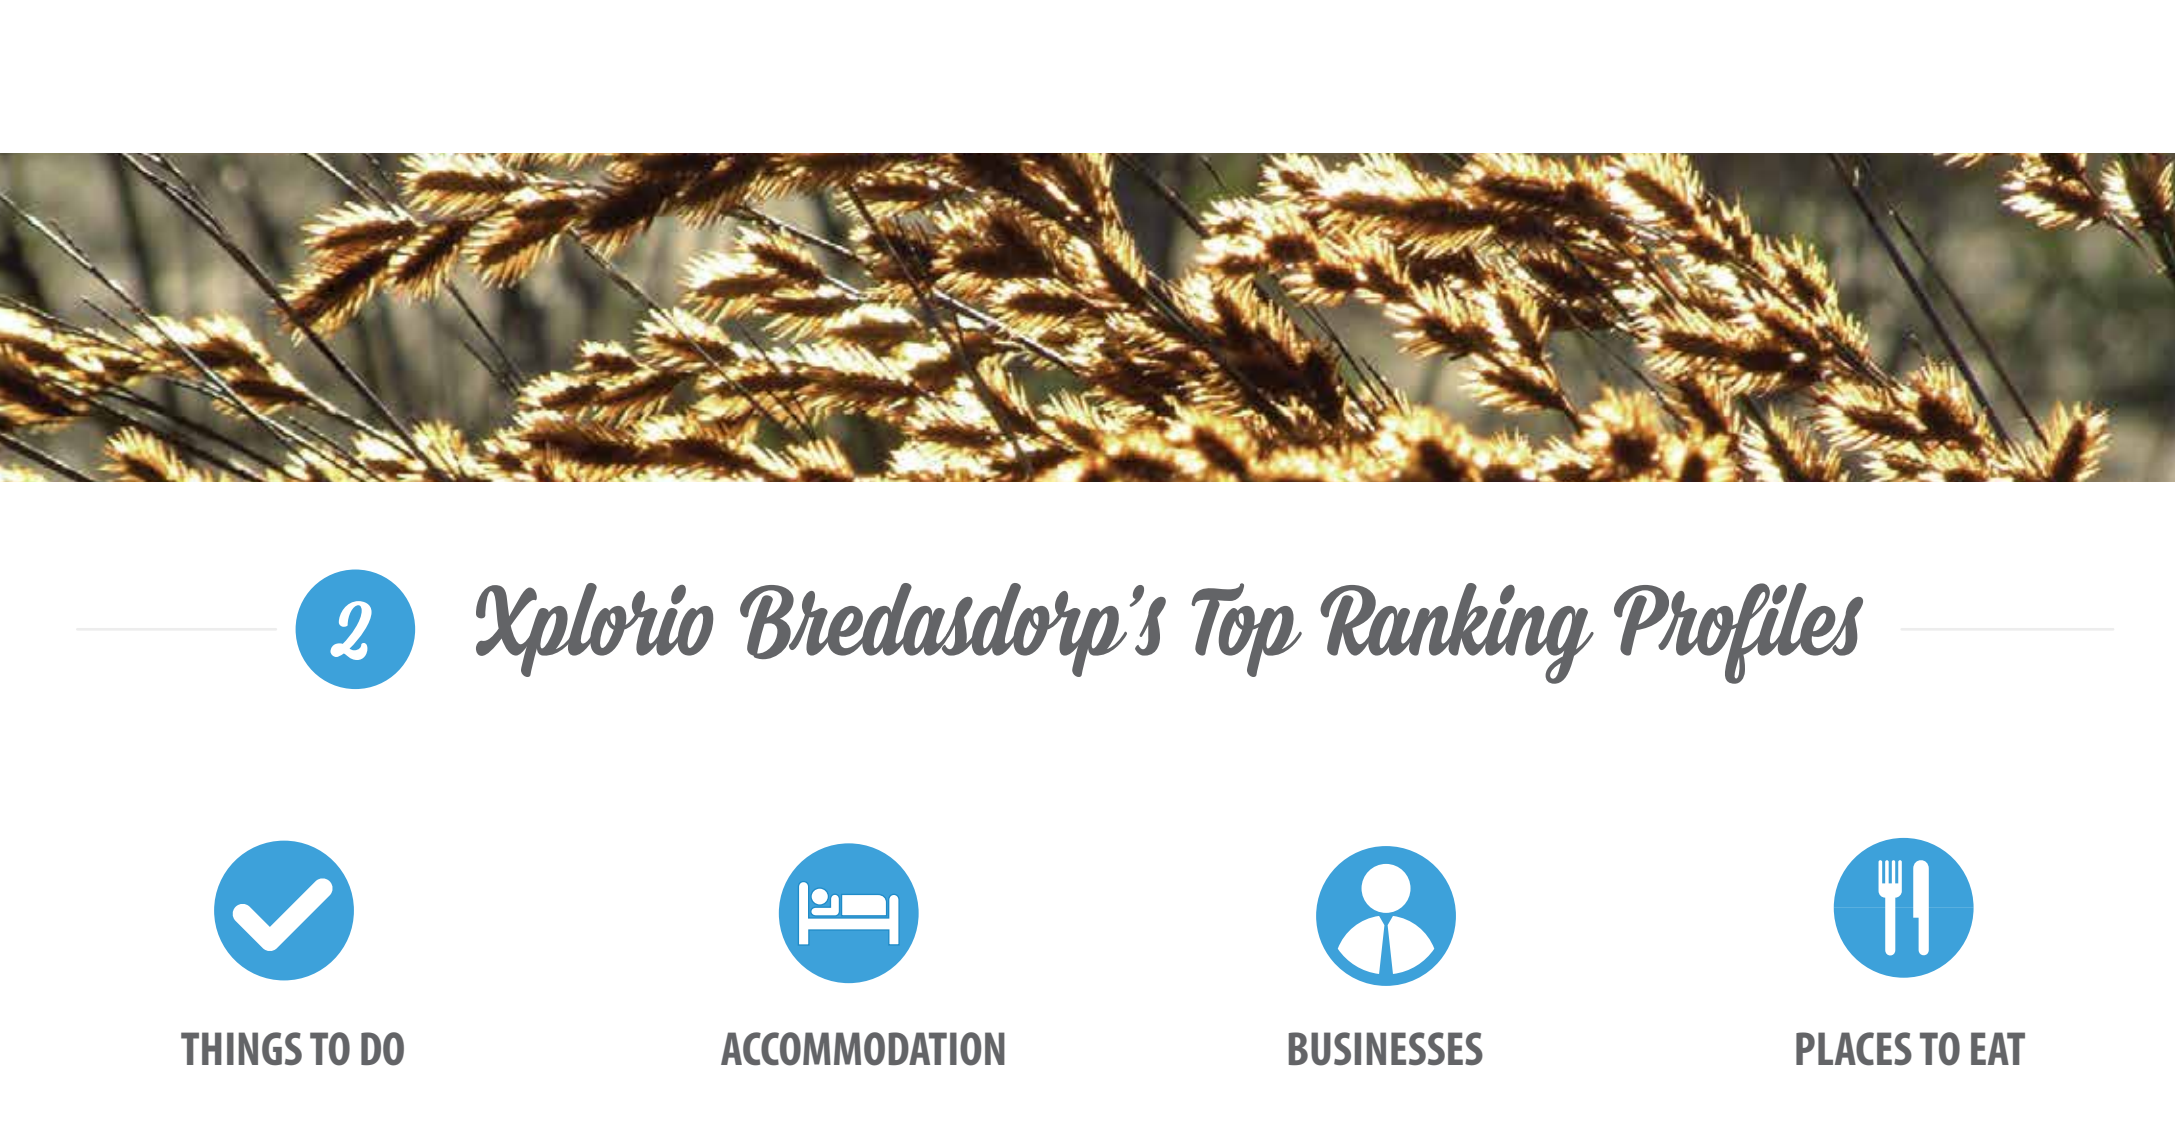 2 Xplorio Bredasdorp’s Top Ranking Profiles
THINGS TO DO
ACCOMMODATION
BUSINESSES
PLACES TO EAT